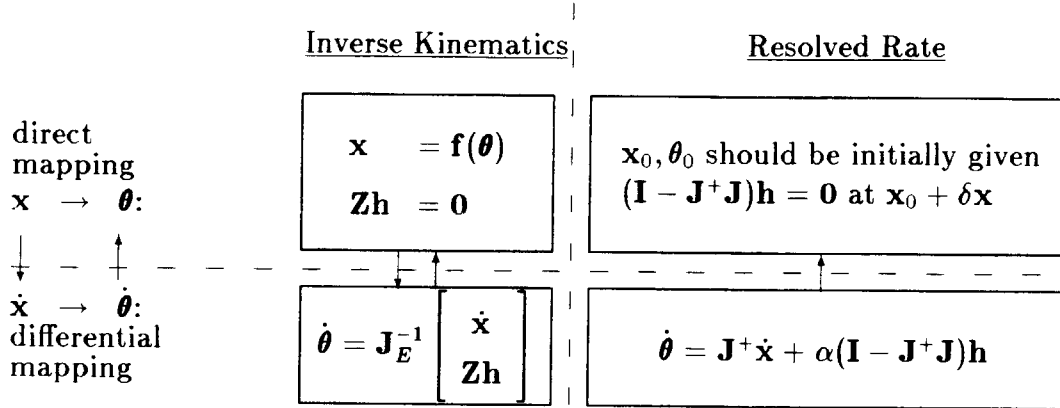 Inverse Kinematics
Resolved Rate
direct
mapping
x → θ:
x = f(θ)
Zh = 0
x₀, θ₀ should be initially given
(I − J⁺J)h = 0 at x₀ + δx
ẋ → θ̇:
differential
mapping
θ̇ = J_E⁻¹ [ẋ
Zh]
θ̇ = J⁺ẋ + α(I − J⁺J)h